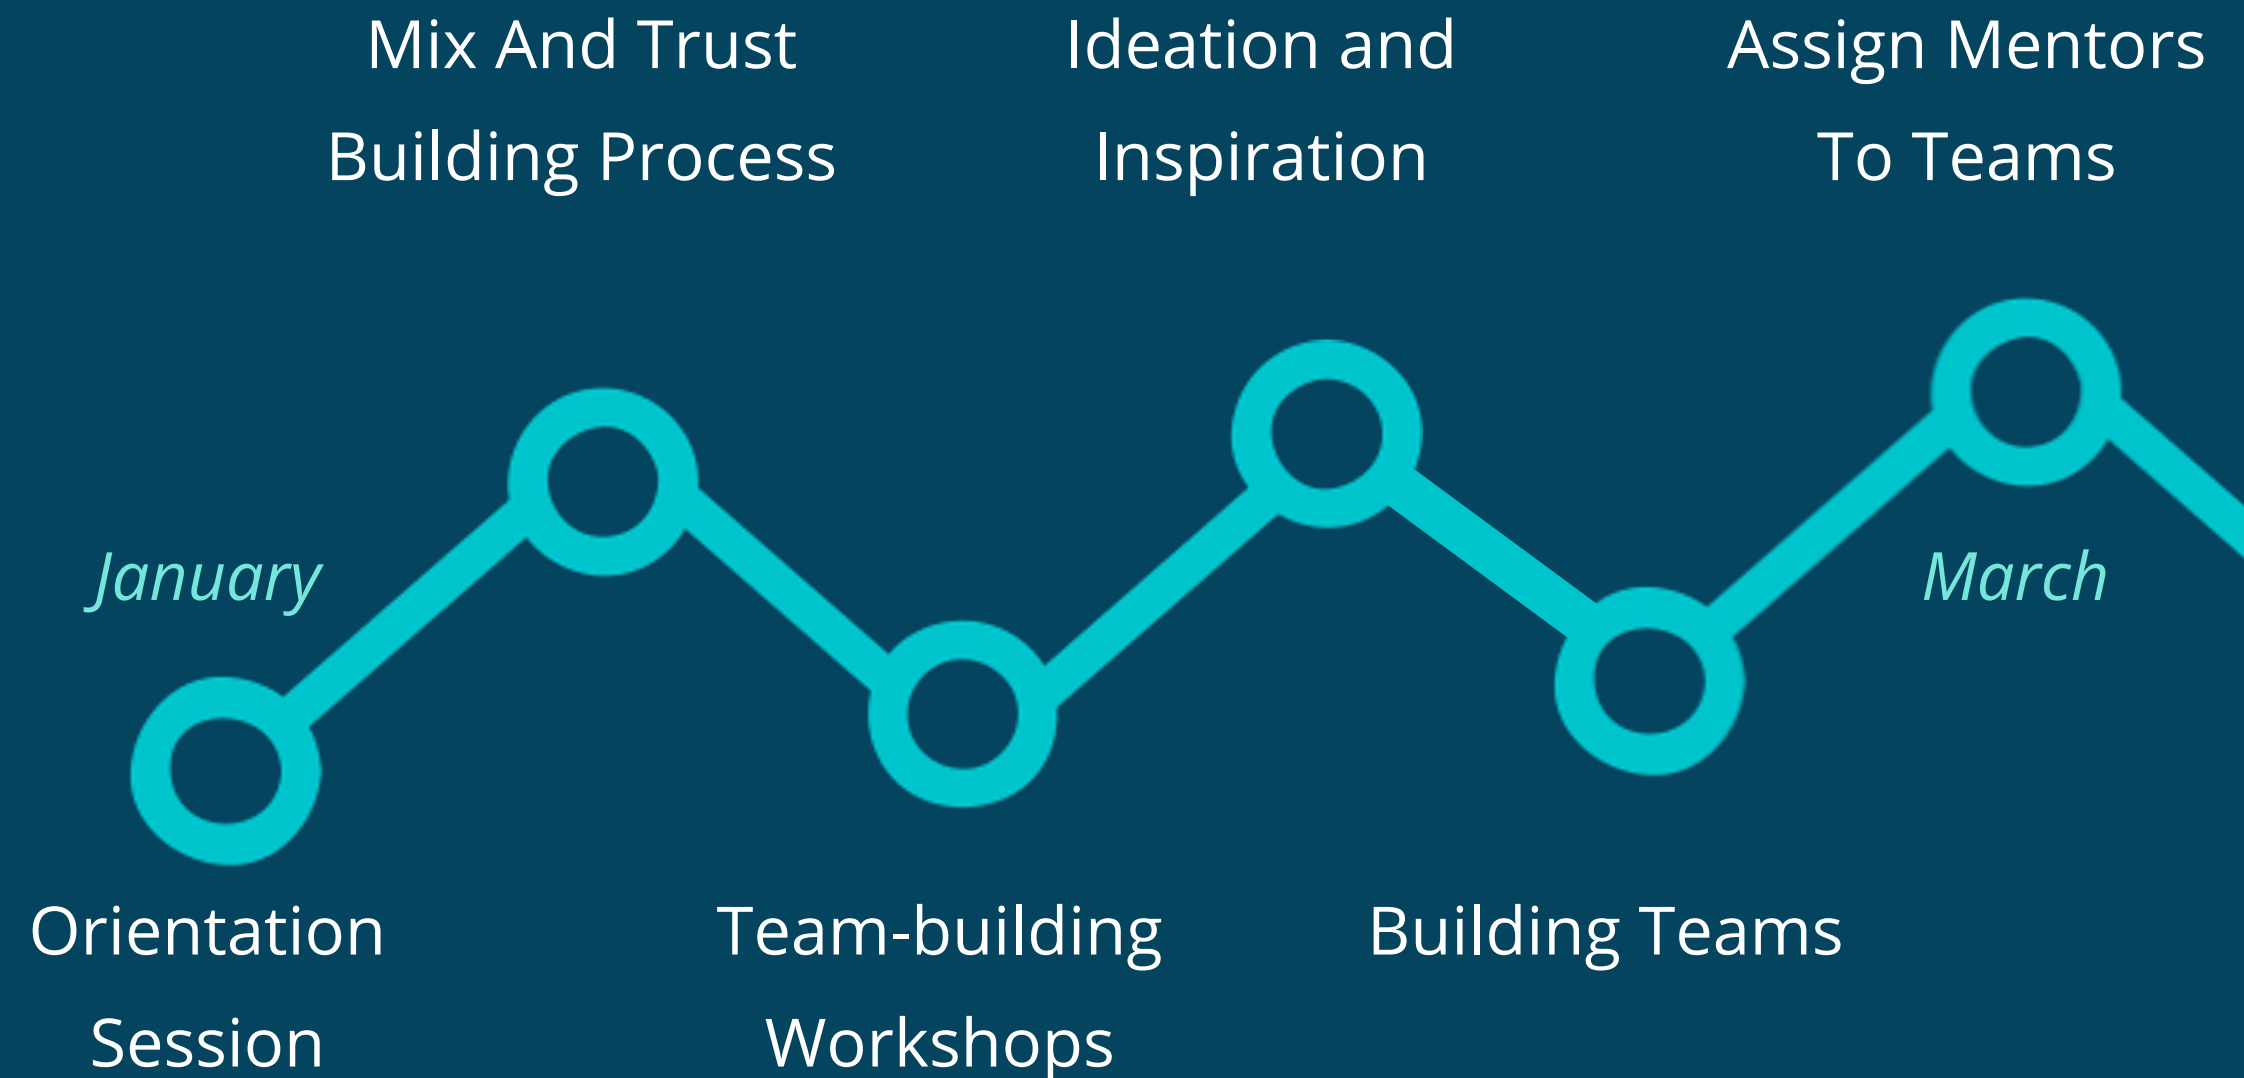 Mix And Trust
Building Process
Ideation and
Inspiration
Assign Mentors
To Teams
January
March
Orientation
Session
Team-building
Workshops
Building Teams